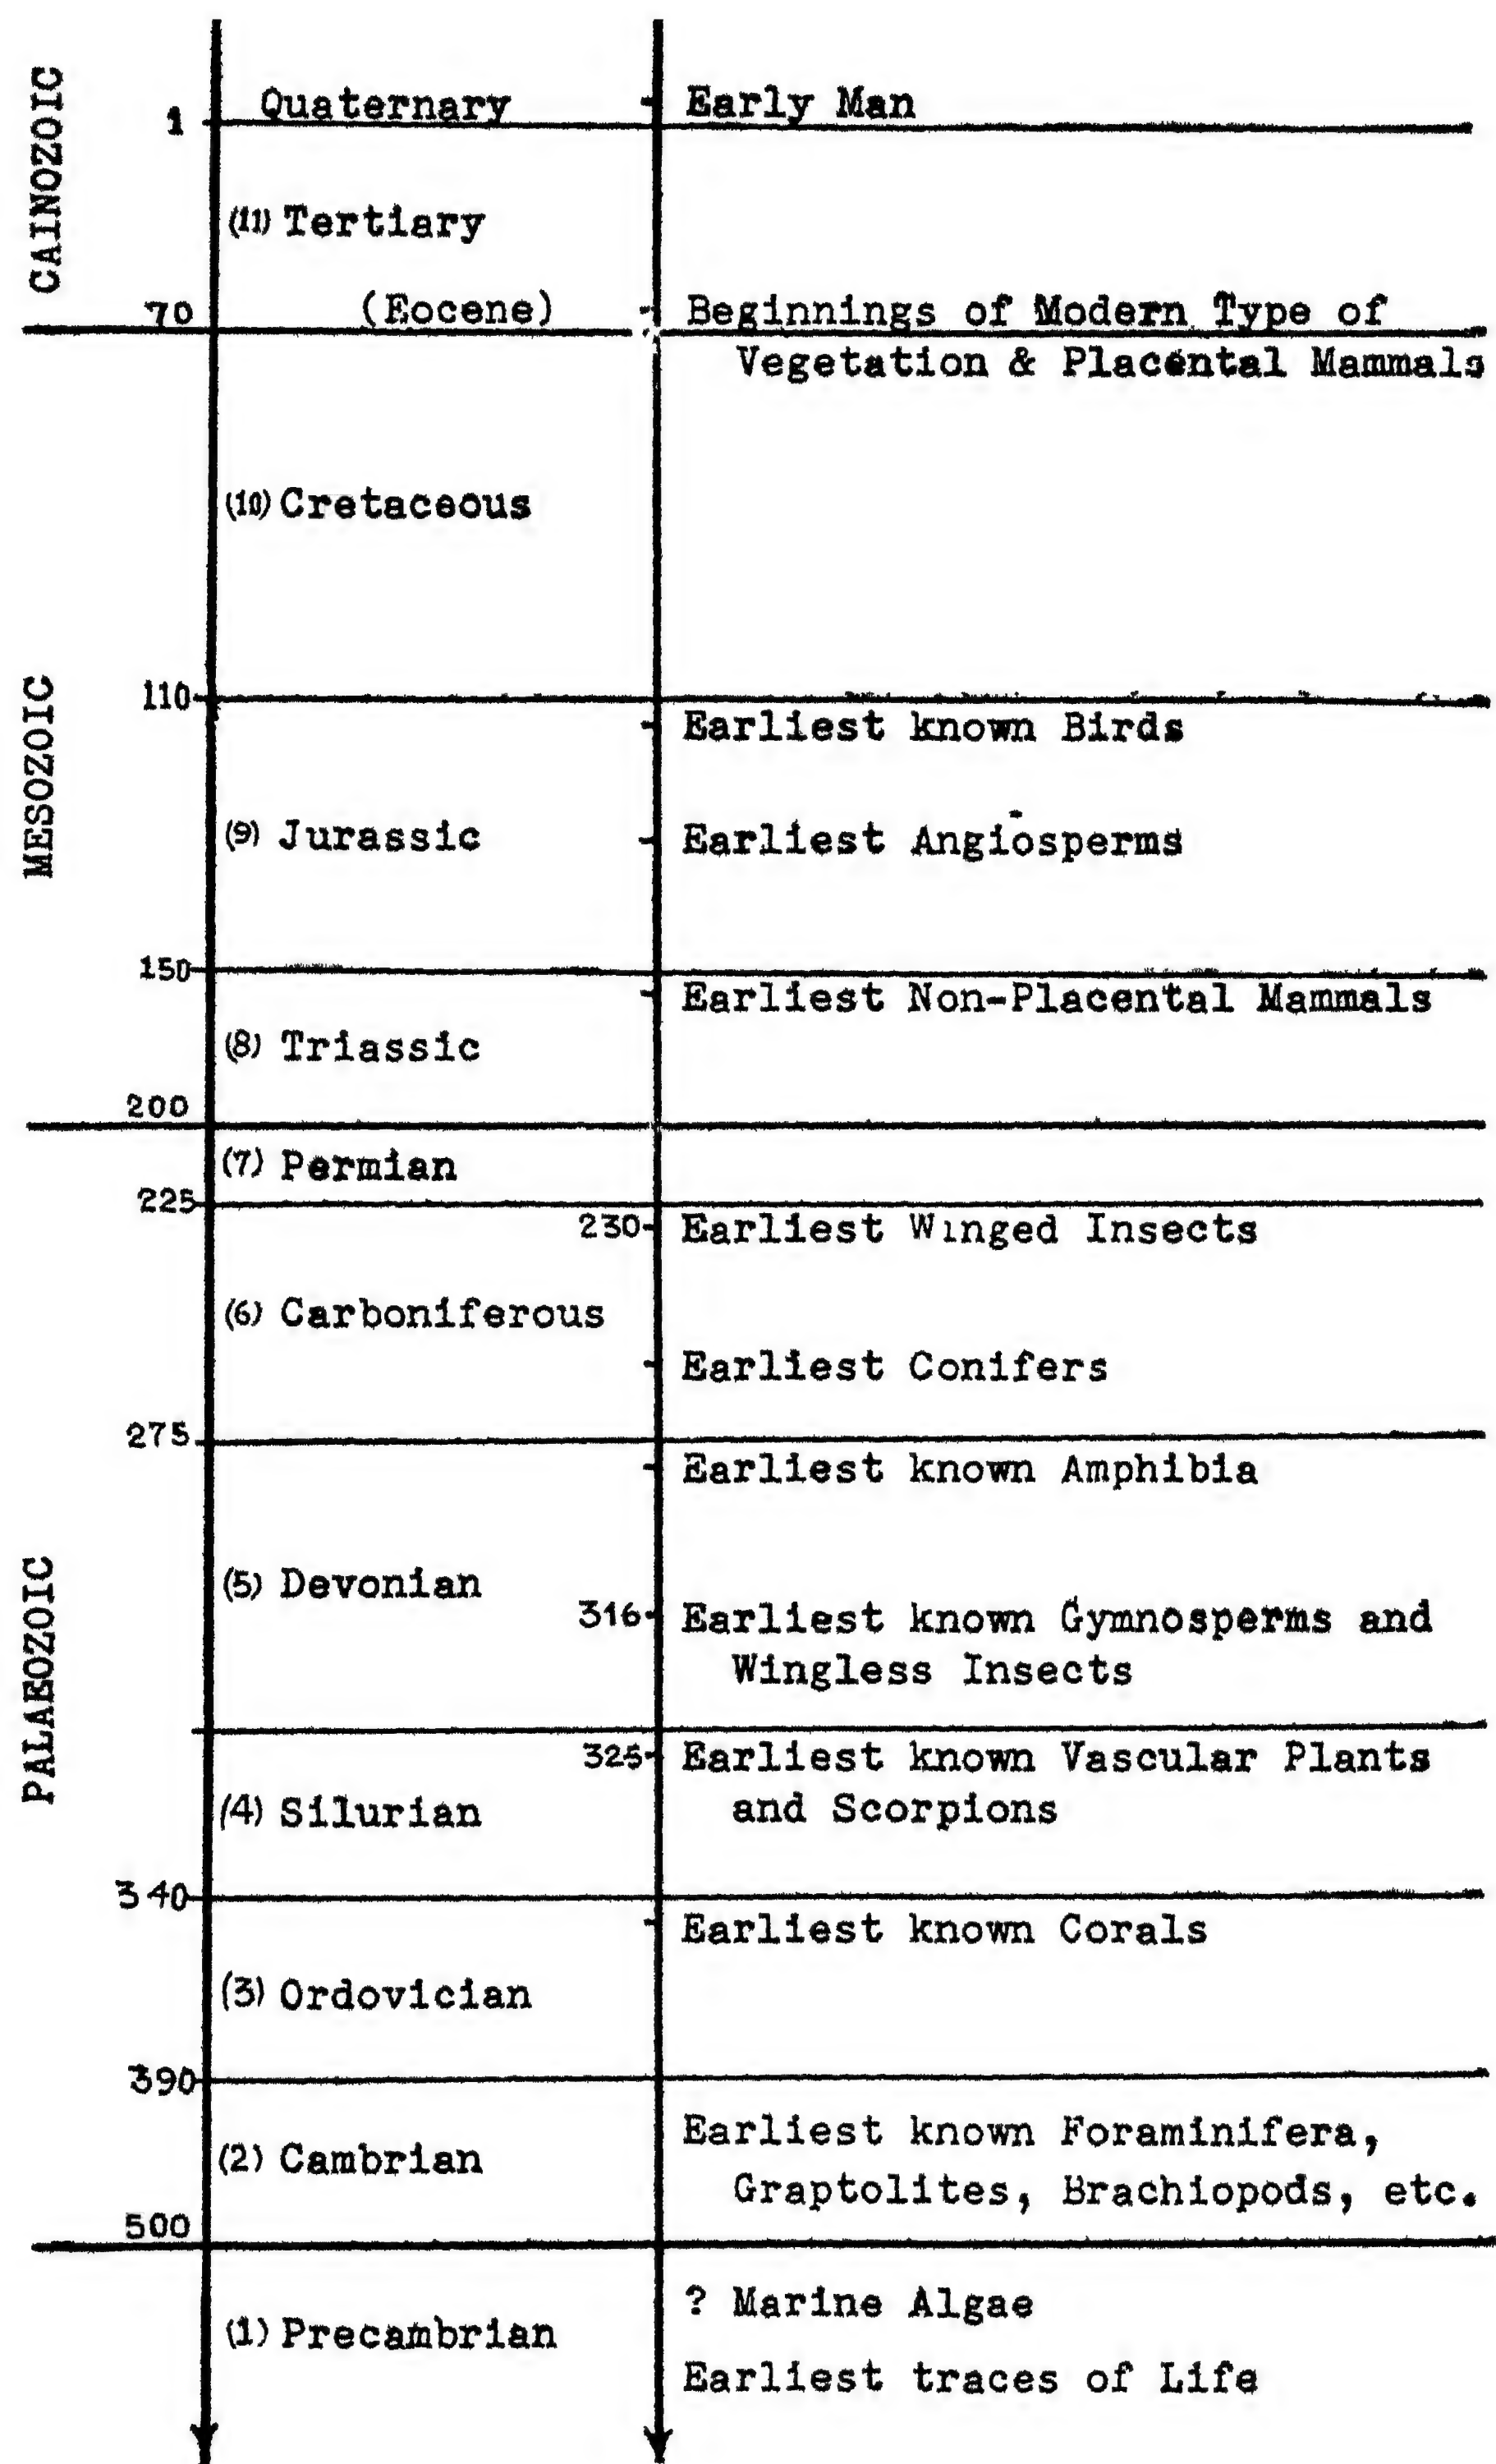 CAINOZOIC
Quaternary Early Man
1
(11) Tertiary
70 (Eocene) Beginnings of Modern Type of
Vegetation & Placental Mammals
(10) Cretaceous
MESOZOIC
110
Earliest known Birds
(9) Jurassic Earliest Angiosperms
150
Earliest Non-Placental Mammals
(8) Triassic
200
(7) Permian
225
230 Earliest Winged Insects
(6) Carboniferous
Earliest Conifers
275
Earliest known Amphibia
PALAEOZOIC
(5) Devonian
316 Earliest known Gymnosperms and
Wingless Insects
325 Earliest known Vascular Plants
(4) Silurian and Scorpions
340
Earliest known Corals
(3) Ordovician
390
Earliest known Foraminifera,
(2) Cambrian
Graptolites, Brachiopods, etc.
500
? Marine Algae
(1) Precambrian
Earliest traces of Life